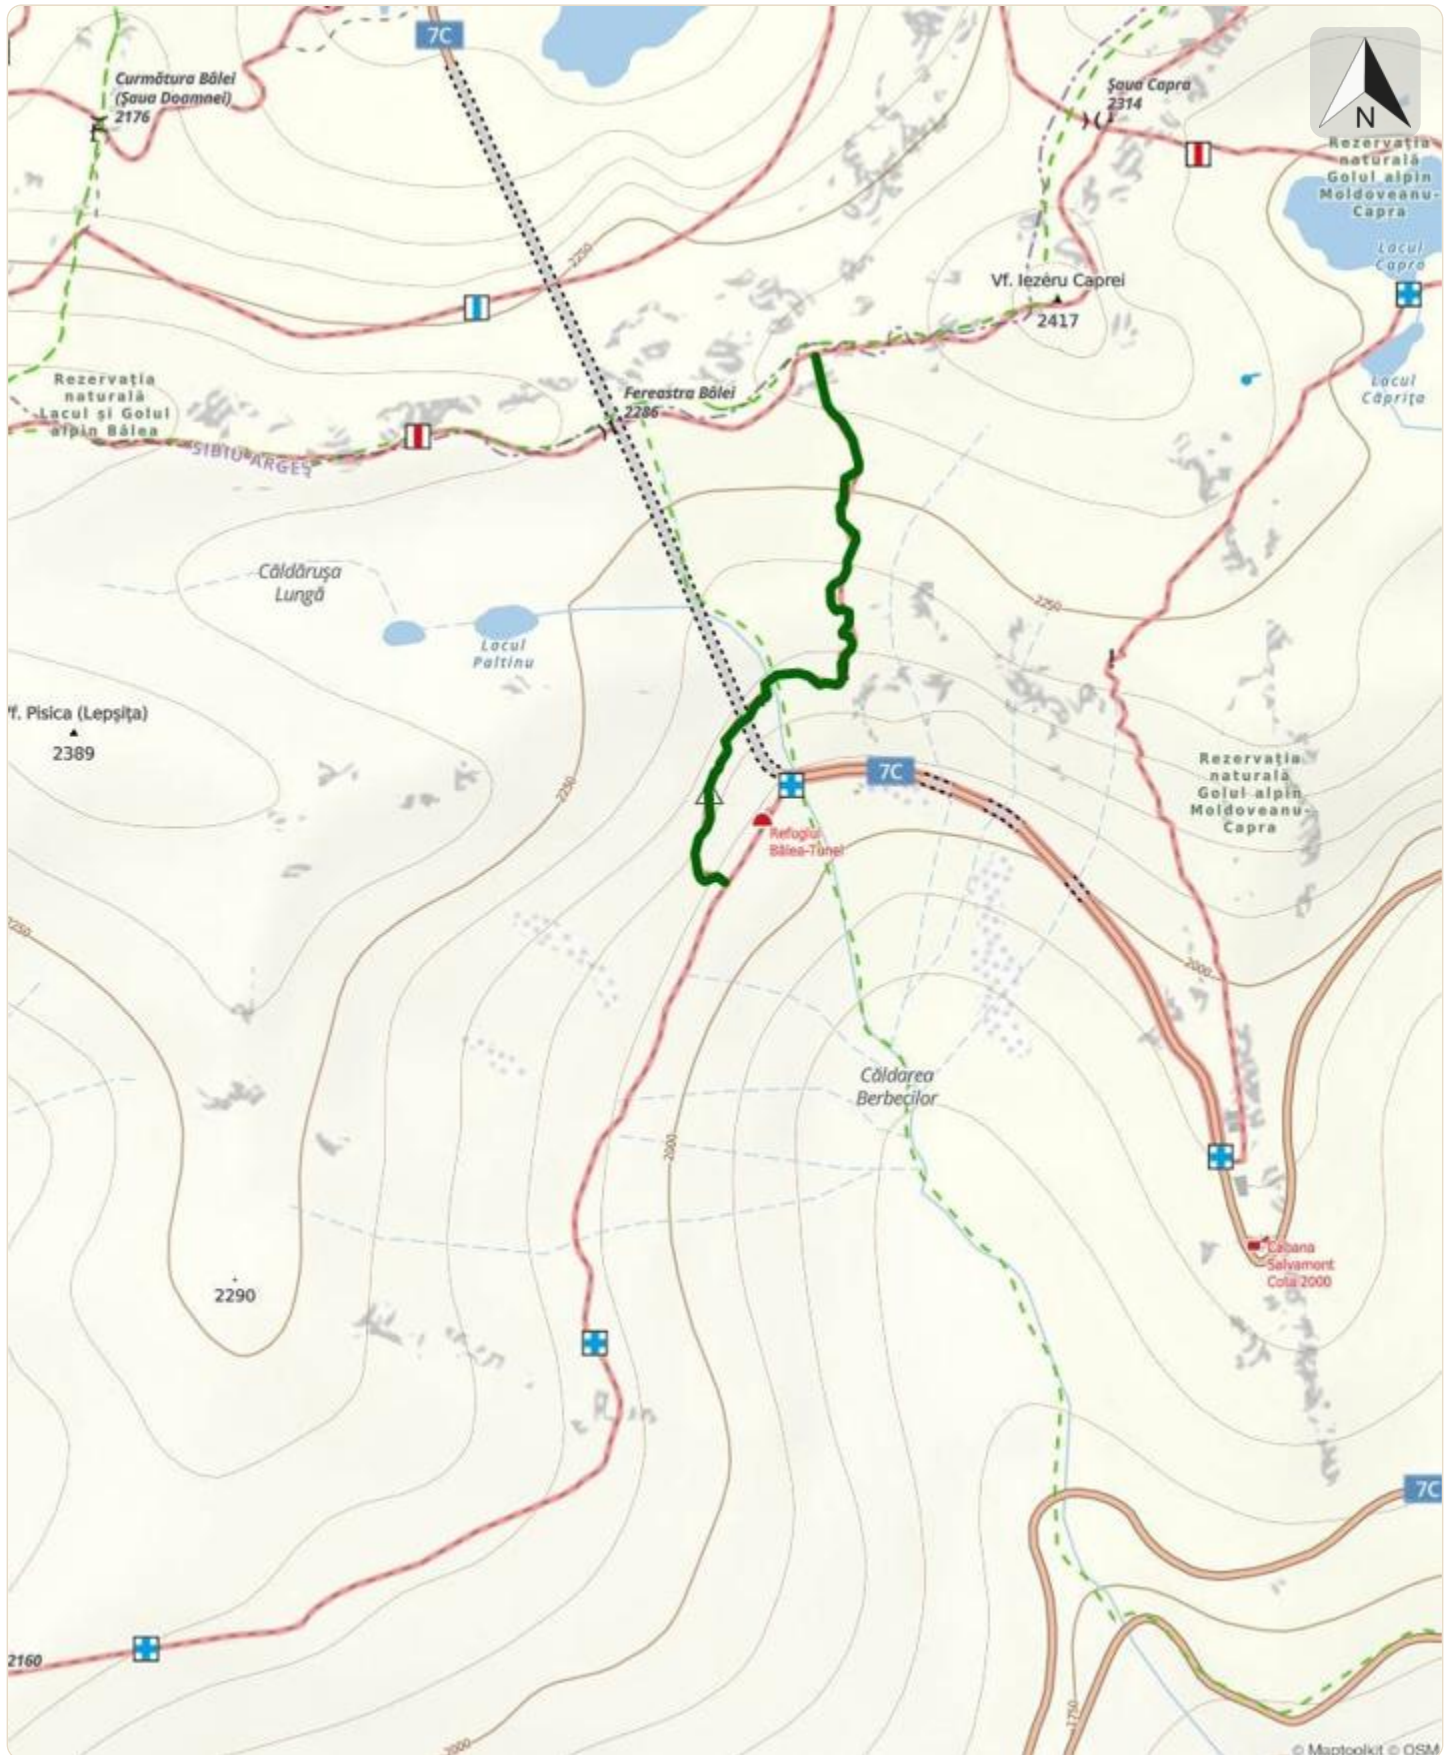 7C
Curmătura Bâlei
(Șaua Doamnei)
2176
Șaua Capra
2314
N
Rezervația
naturală
Golul alpin
Moldoveanu-
Capra
Lacul
Capra
2250
Vf. Iezeru Caprei
2417
Rezervația
naturală
Lacul și Golul
alpin Bâlea
Fereastra Bâlei
2286
Lacul
Căprița
SIBIU ARGEȘ
Căldărușa
Lungă
2250
Lacul
Paltinu
Vf. Pisica (Lepșița)
2389
2250
7C
Rezervația
naturală
Golul alpin
Moldoveanu-
Capra
Refugiul
Bâlea-Tunel
2250
2000
Căldarea
Berbecilor
2000
Cabana
Salvamont
Cota 2000
2290
7C
2160
1750
2000
© Maptoolkit © OSM